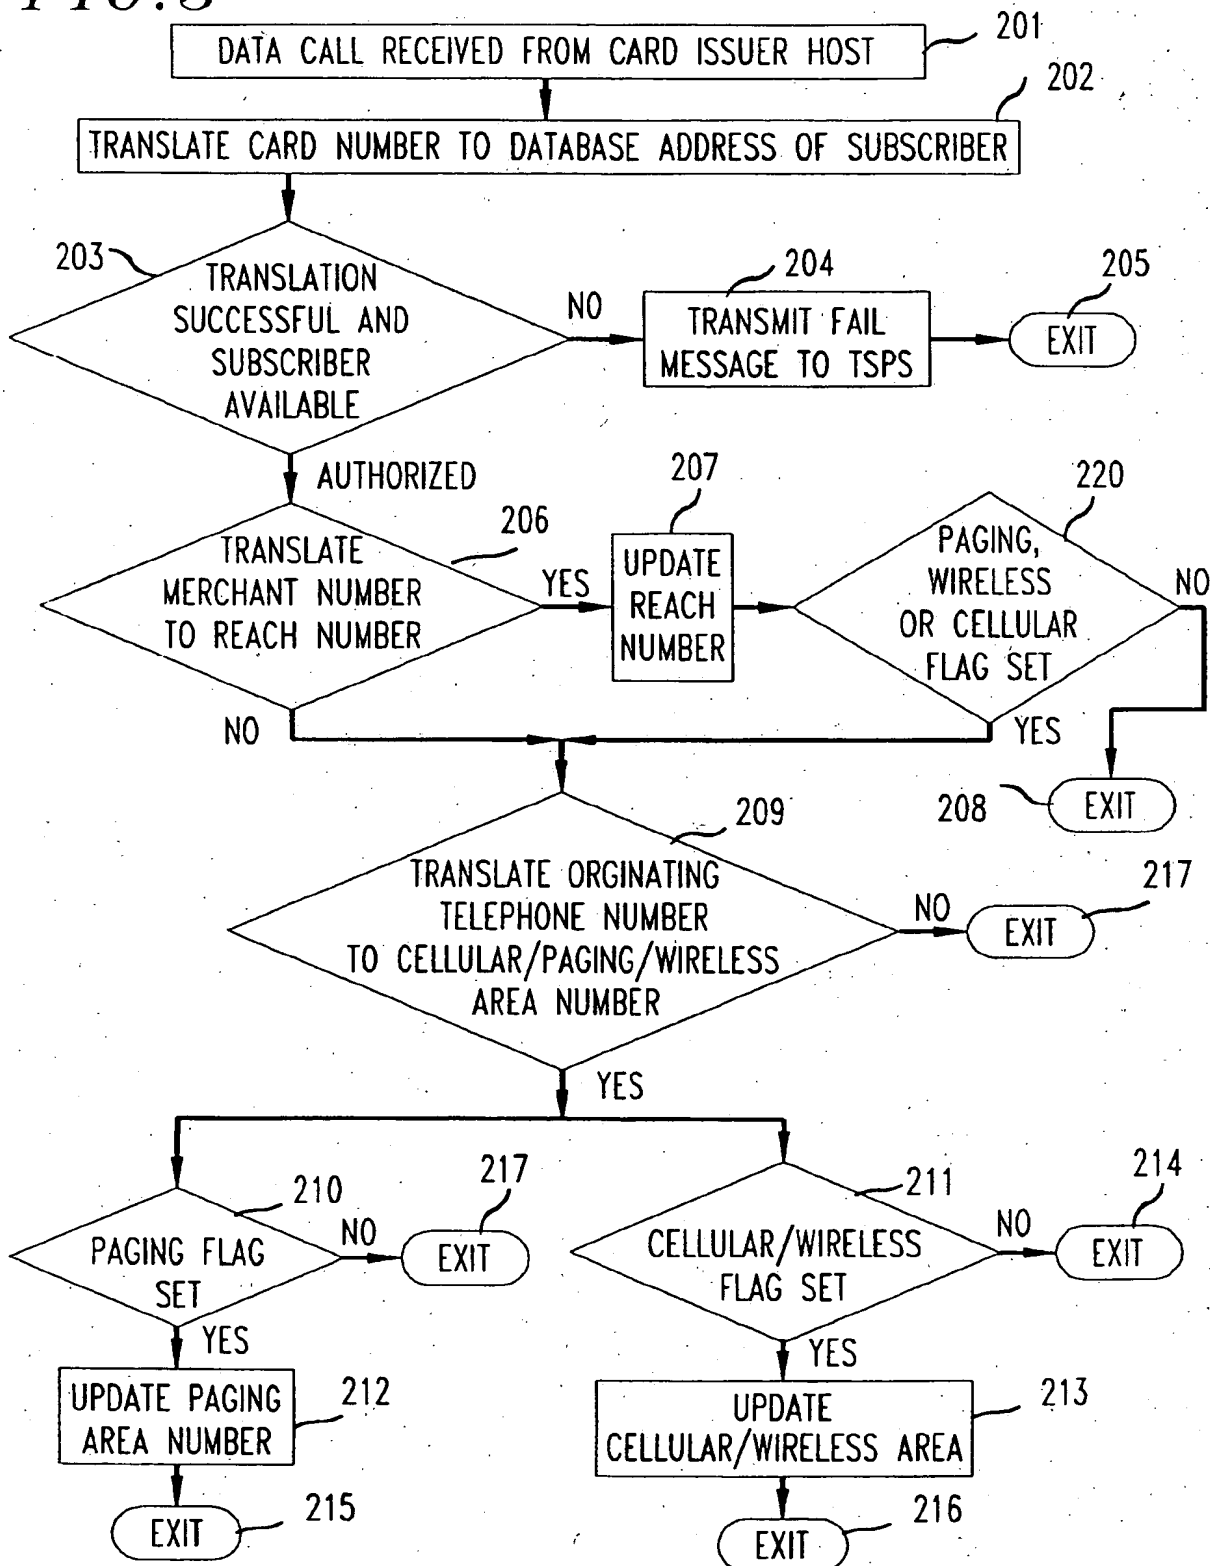 FIG. 3
201
DATA CALL RECEIVED FROM CARD ISSUER HOST
202
TRANSLATE CARD NUMBER TO DATABASE ADDRESS OF SUBSCRIBER
203
TRANSLATION
SUCCESSFUL AND
SUBSCRIBER
AVAILABLE
NO
204
TRANSMIT FAIL
MESSAGE TO TSPS
205
EXIT
AUTHORIZED
206
TRANSLATE
MERCHANT NUMBER
TO REACH NUMBER
YES
207
UPDATE
REACH
NUMBER
220
PAGING,
WIRELESS
OR CELLULAR
FLAG SET
NO
NO
YES
208
EXIT
209
TRANSLATE ORGINATING
TELEPHONE NUMBER
TO CELLULAR/PAGING/WIRELESS
AREA NUMBER
NO
217
EXIT
YES
210
PAGING FLAG
SET
NO
217
EXIT
211
CELLULAR/WIRELESS
FLAG SET
NO
214
EXIT
YES
YES
UPDATE PAGING
AREA NUMBER
212
UPDATE
CELLULAR/WIRELESS AREA
213
EXIT
215
EXIT
216